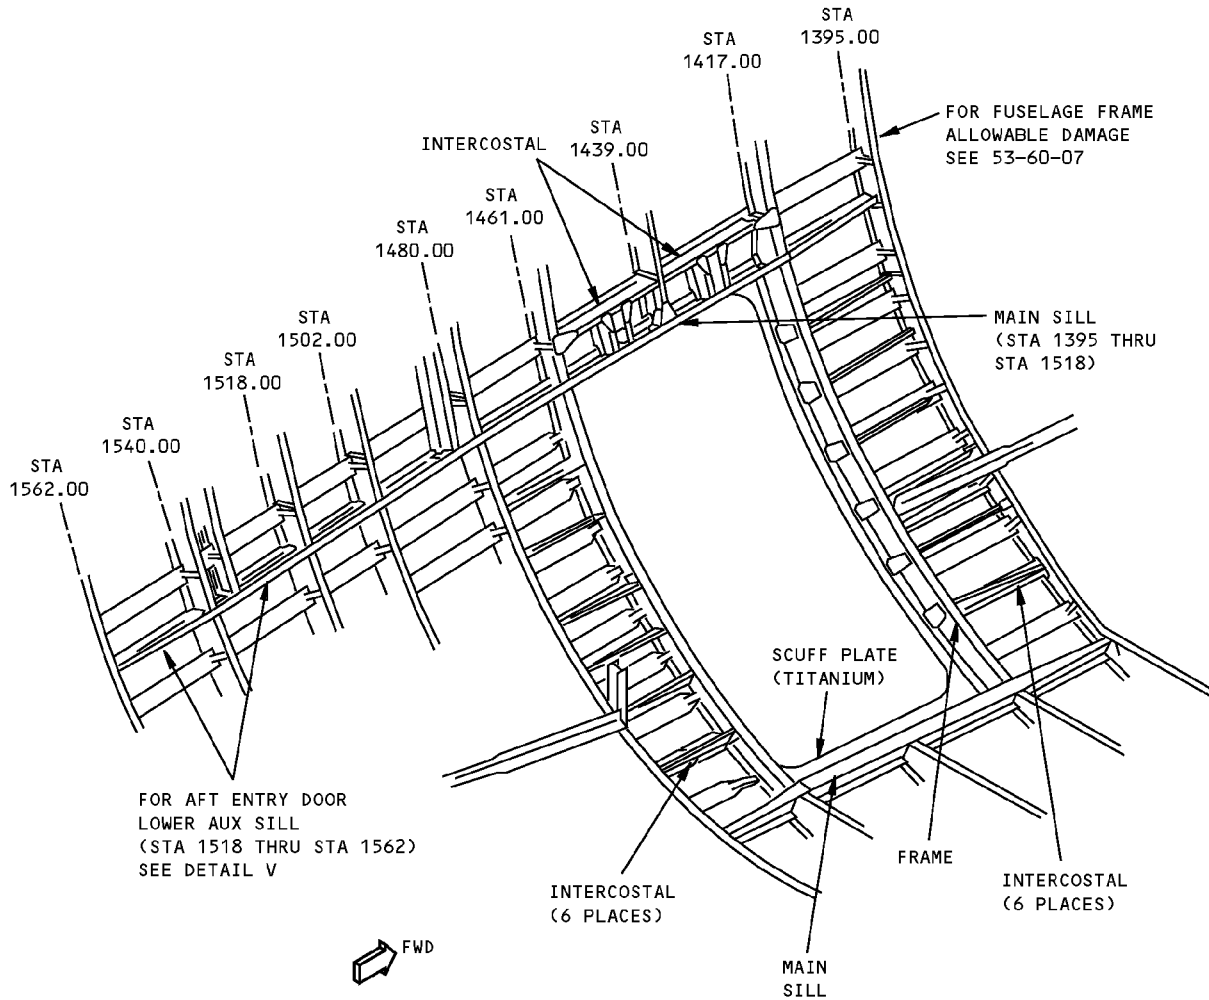 STA
1395.00
STA
1417.00
FOR FUSELAGE FRAME
ALLOWABLE DAMAGE
SEE 53-60-07
STA
1439.00
INTERCOSTAL
STA
1461.00
STA
1480.00
STA
1502.00
MAIN SILL
(STA 1395 THRU
STA 1518)
STA
1518.00
STA
1540.00
STA
1562.00
SCUFF PLATE
(TITANIUM)
FOR AFT ENTRY DOOR
LOWER AUX SILL
(STA 1518 THRU STA 1562)
SEE DETAIL V
FRAME
INTERCOSTAL
(6 PLACES)
INTERCOSTAL
(6 PLACES)
FWD
MAIN
SILL